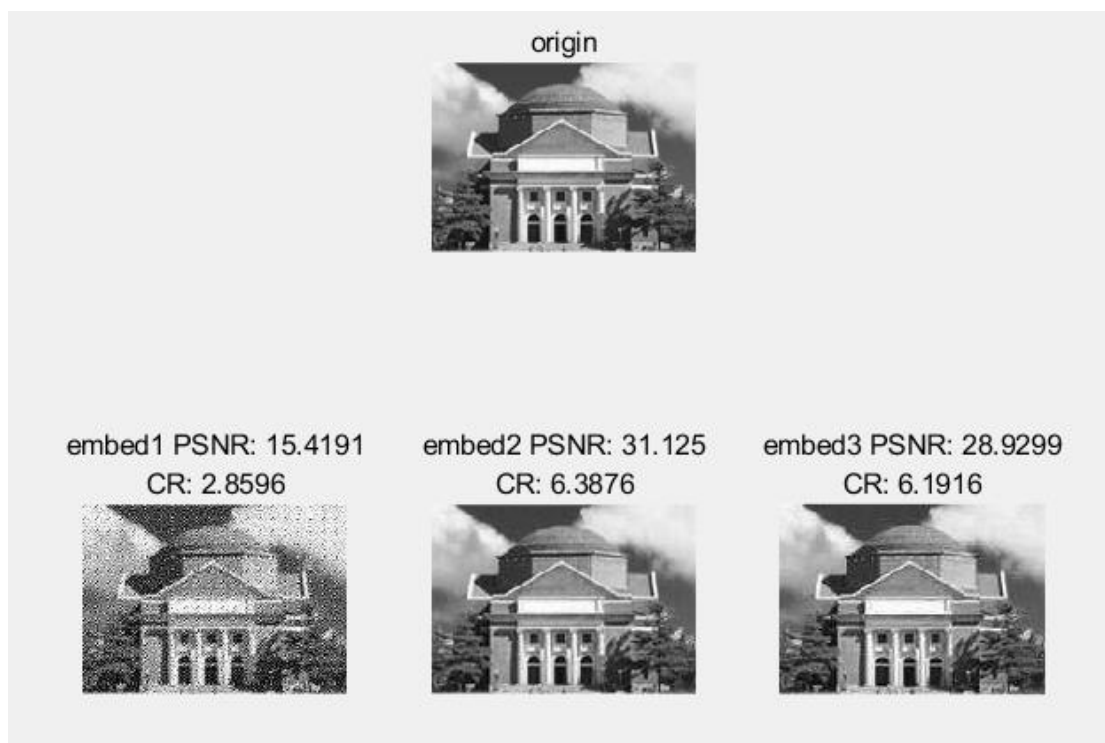 origin
embed1 PSNR: 15.4191
CR: 2.8596
embed2 PSNR: 31.125
CR: 6.3876
embed3 PSNR: 28.9299
CR: 6.1916